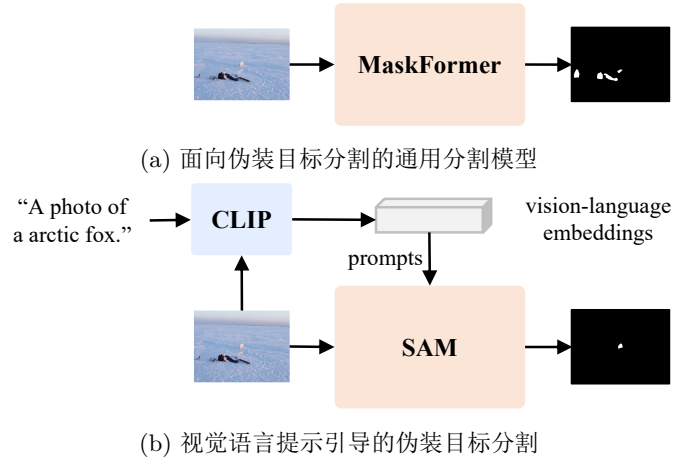 MaskFormer
(a) 面向伪装目标分割的通用分割模型
“A photo of
a arctic fox.”
CLIP
vision-language
embeddings
prompts
SAM
(b) 视觉语言提示引导的伪装目标分割